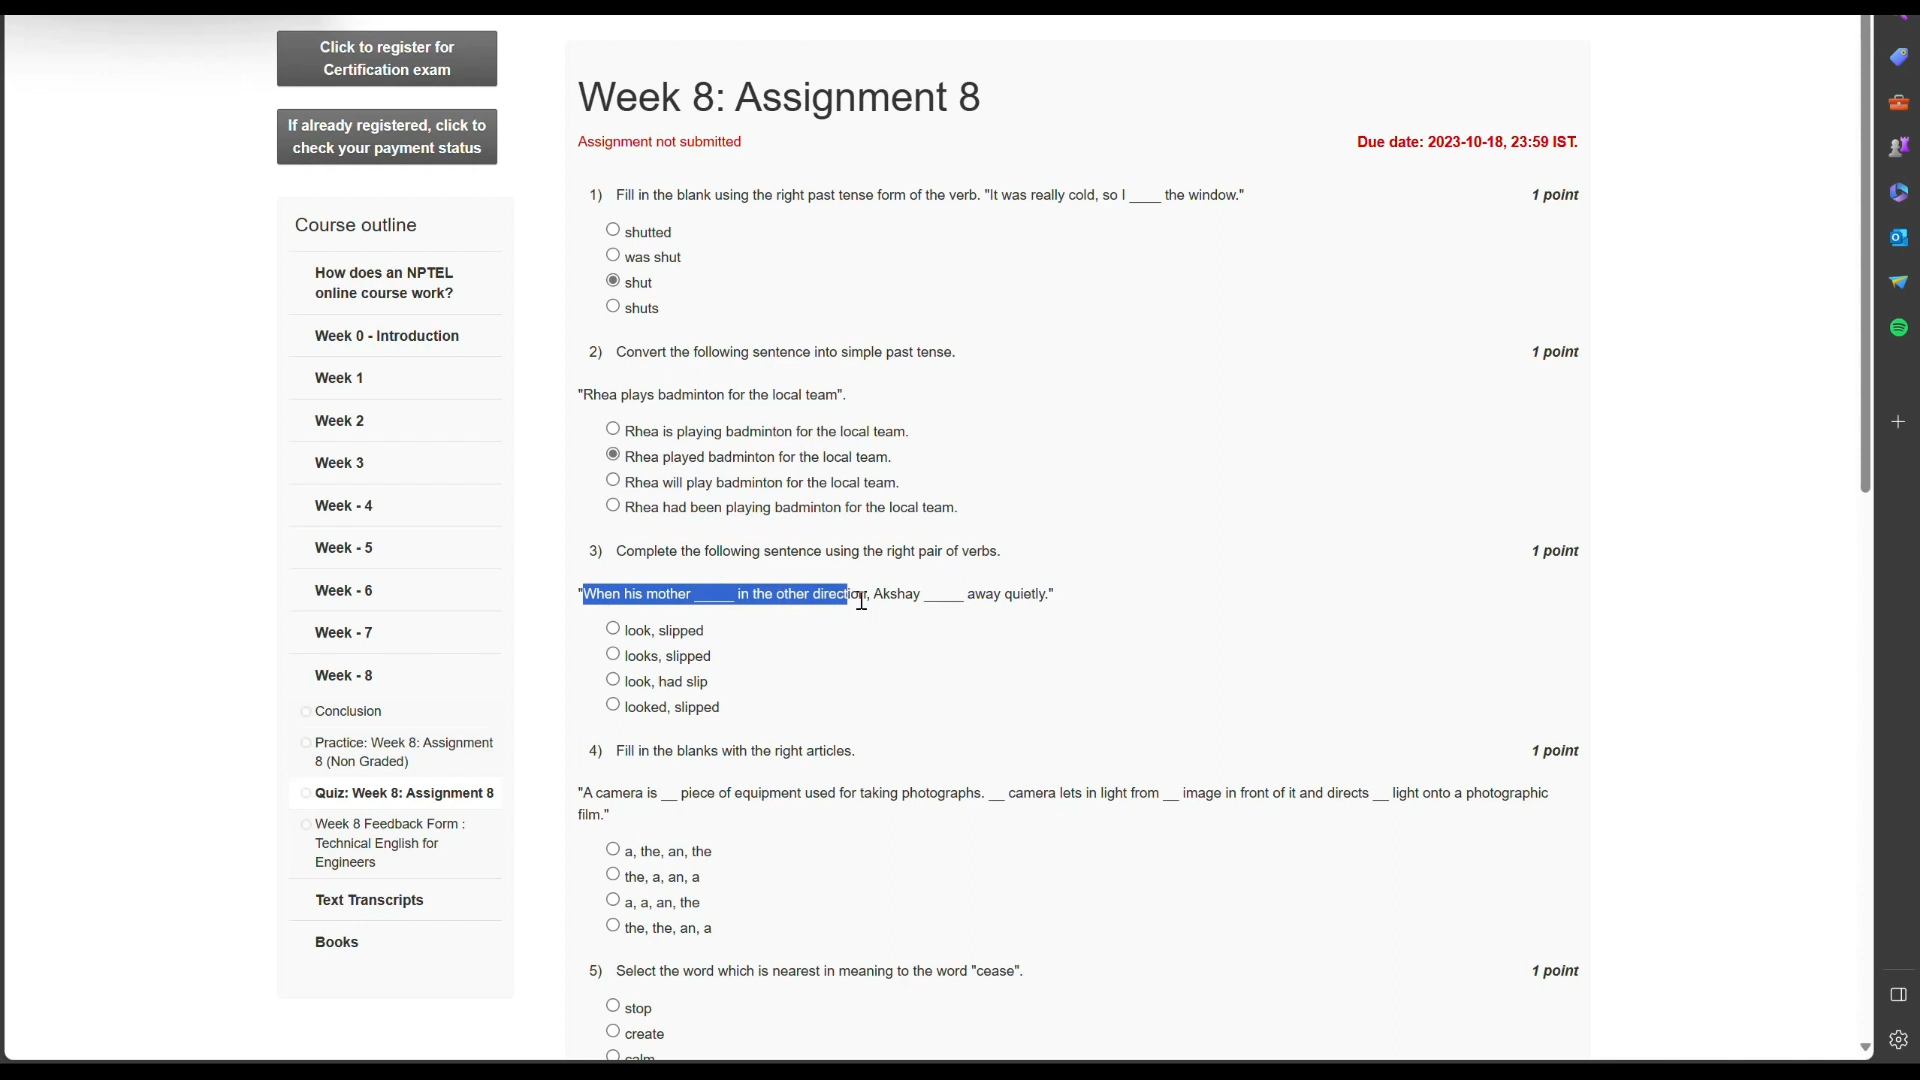 Click to register for
Certification exam
If already registered, click to
check your payment status
Course outline
How does an NPTEL
online course work?
Week 0 - Introduction
Week 1
Week 2
Week 3
Week - 4
Week - 5
Week - 6
Week - 7
Week - 8
Conclusion
Practice: Week 8: Assignment
8 (Non Graded)
Quiz: Week 8: Assignment 8
Week 8 Feedback Form :
Technical English for
Engineers
Text Transcripts
Books
Week 8: Assignment 8
Assignment not submitted Due date: 2023-10-18, 23:59 IST.
1) Fill in the blank using the right past tense form of the verb. "It was really cold, so I ____ the window." 1 point
shutted
was shut
shut
shuts
2) Convert the following sentence into simple past tense. 1 point
"Rhea plays badminton for the local team".
Rhea is playing badminton for the local team.
Rhea played badminton for the local team.
Rhea will play badminton for the local team.
Rhea had been playing badminton for the local team.
3) Complete the following sentence using the right pair of verbs. 1 point
"When his mother _____ in the other direction, Akshay _____ away quietly."
look, slipped
looks, slipped
look, had slip
looked, slipped
4) Fill in the blanks with the right articles. 1 point
"A camera is __ piece of equipment used for taking photographs. __ camera lets in light from __ image in front of it and directs __ light onto a photographic
film."
a, the, an, the
the, a, an, a
a, a, an, the
the, the, an, a
5) Select the word which is nearest in meaning to the word "cease". 1 point
stop
create
calm